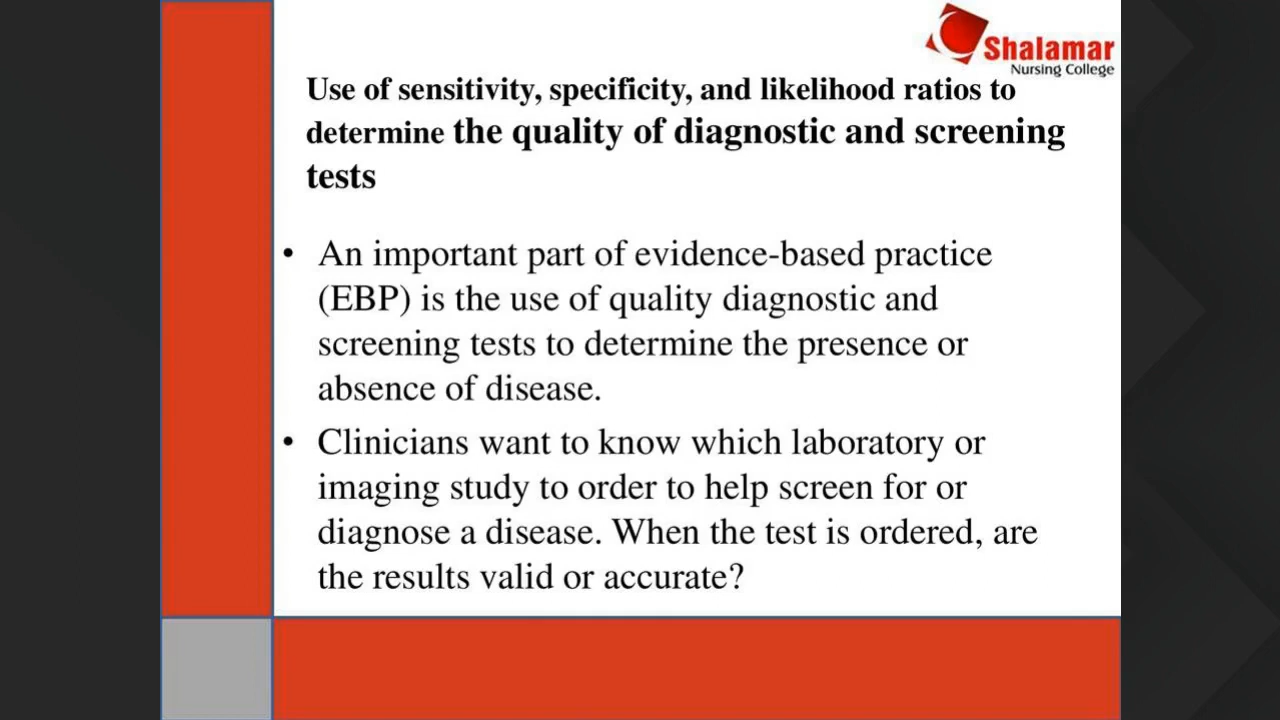 Shalamar
Nursing College
Use of sensitivity, specificity, and likelihood ratios to
determine the quality of diagnostic and screening
tests
• An important part of evidence-based practice
(EBP) is the use of quality diagnostic and
screening tests to determine the presence or
absence of disease.
• Clinicians want to know which laboratory or
imaging study to order to help screen for or
diagnose a disease. When the test is ordered, are
the results valid or accurate?